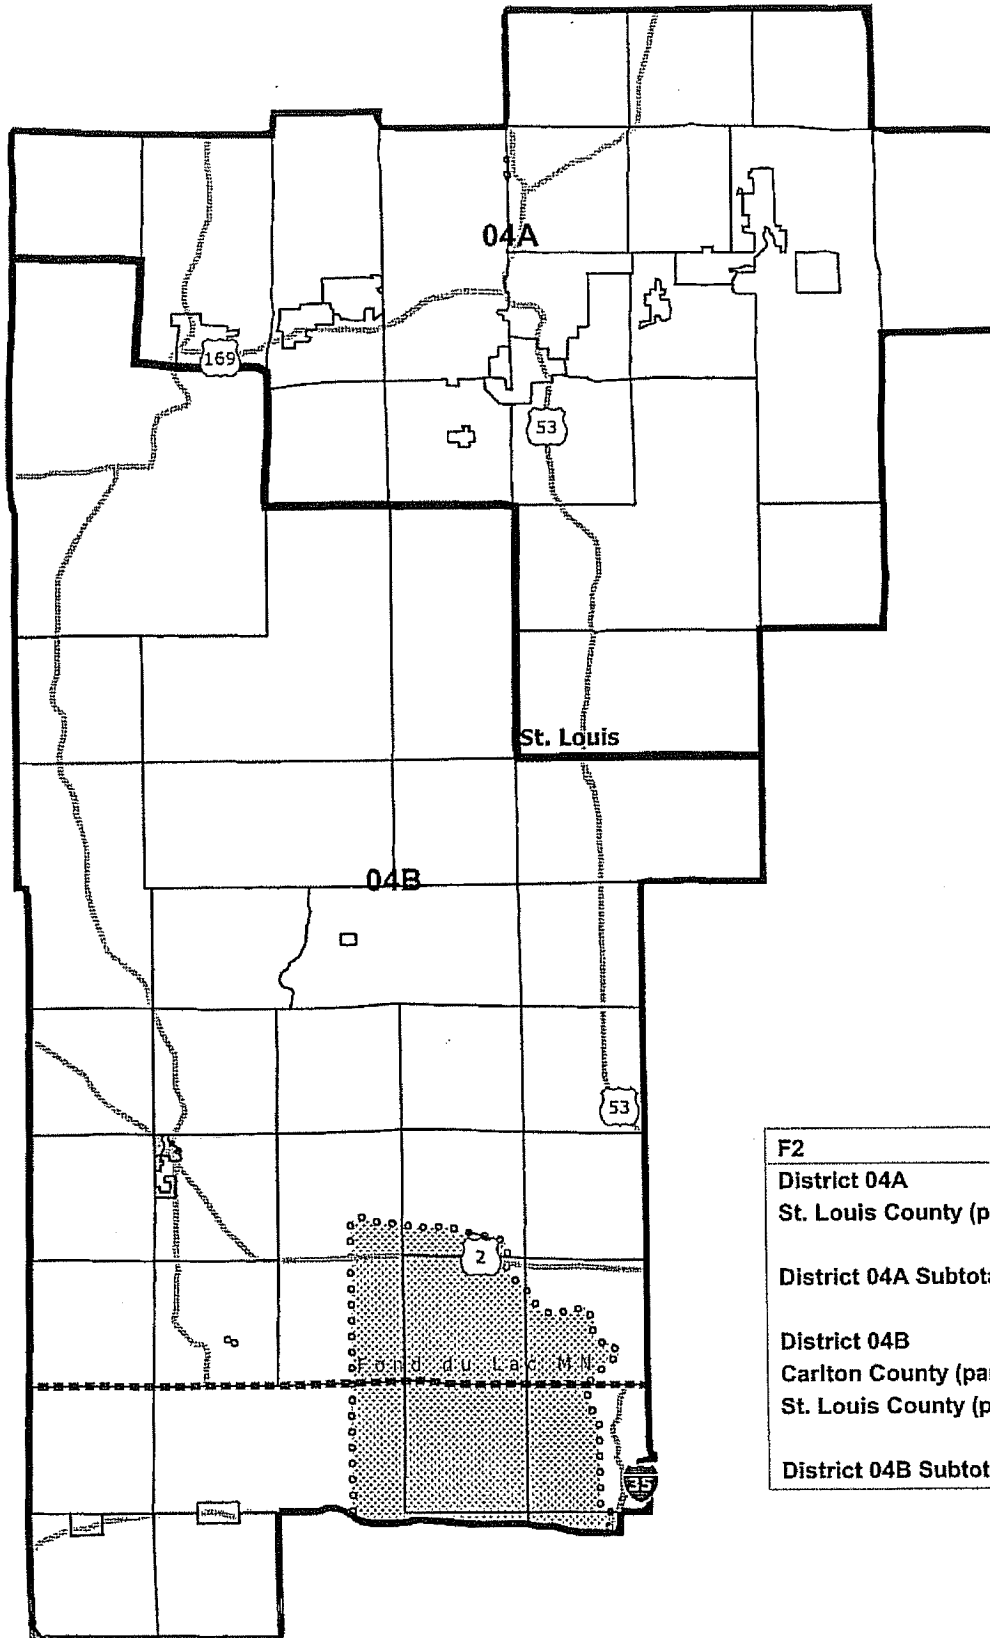 04A
169
53
St. Louis
04B
53
2
Fond du Lac MN
35
F2
District 04A
St. Louis County (p
District 04A Subtota
District 04B
Carlton County (par
St. Louis County (p
District 04B Subtot